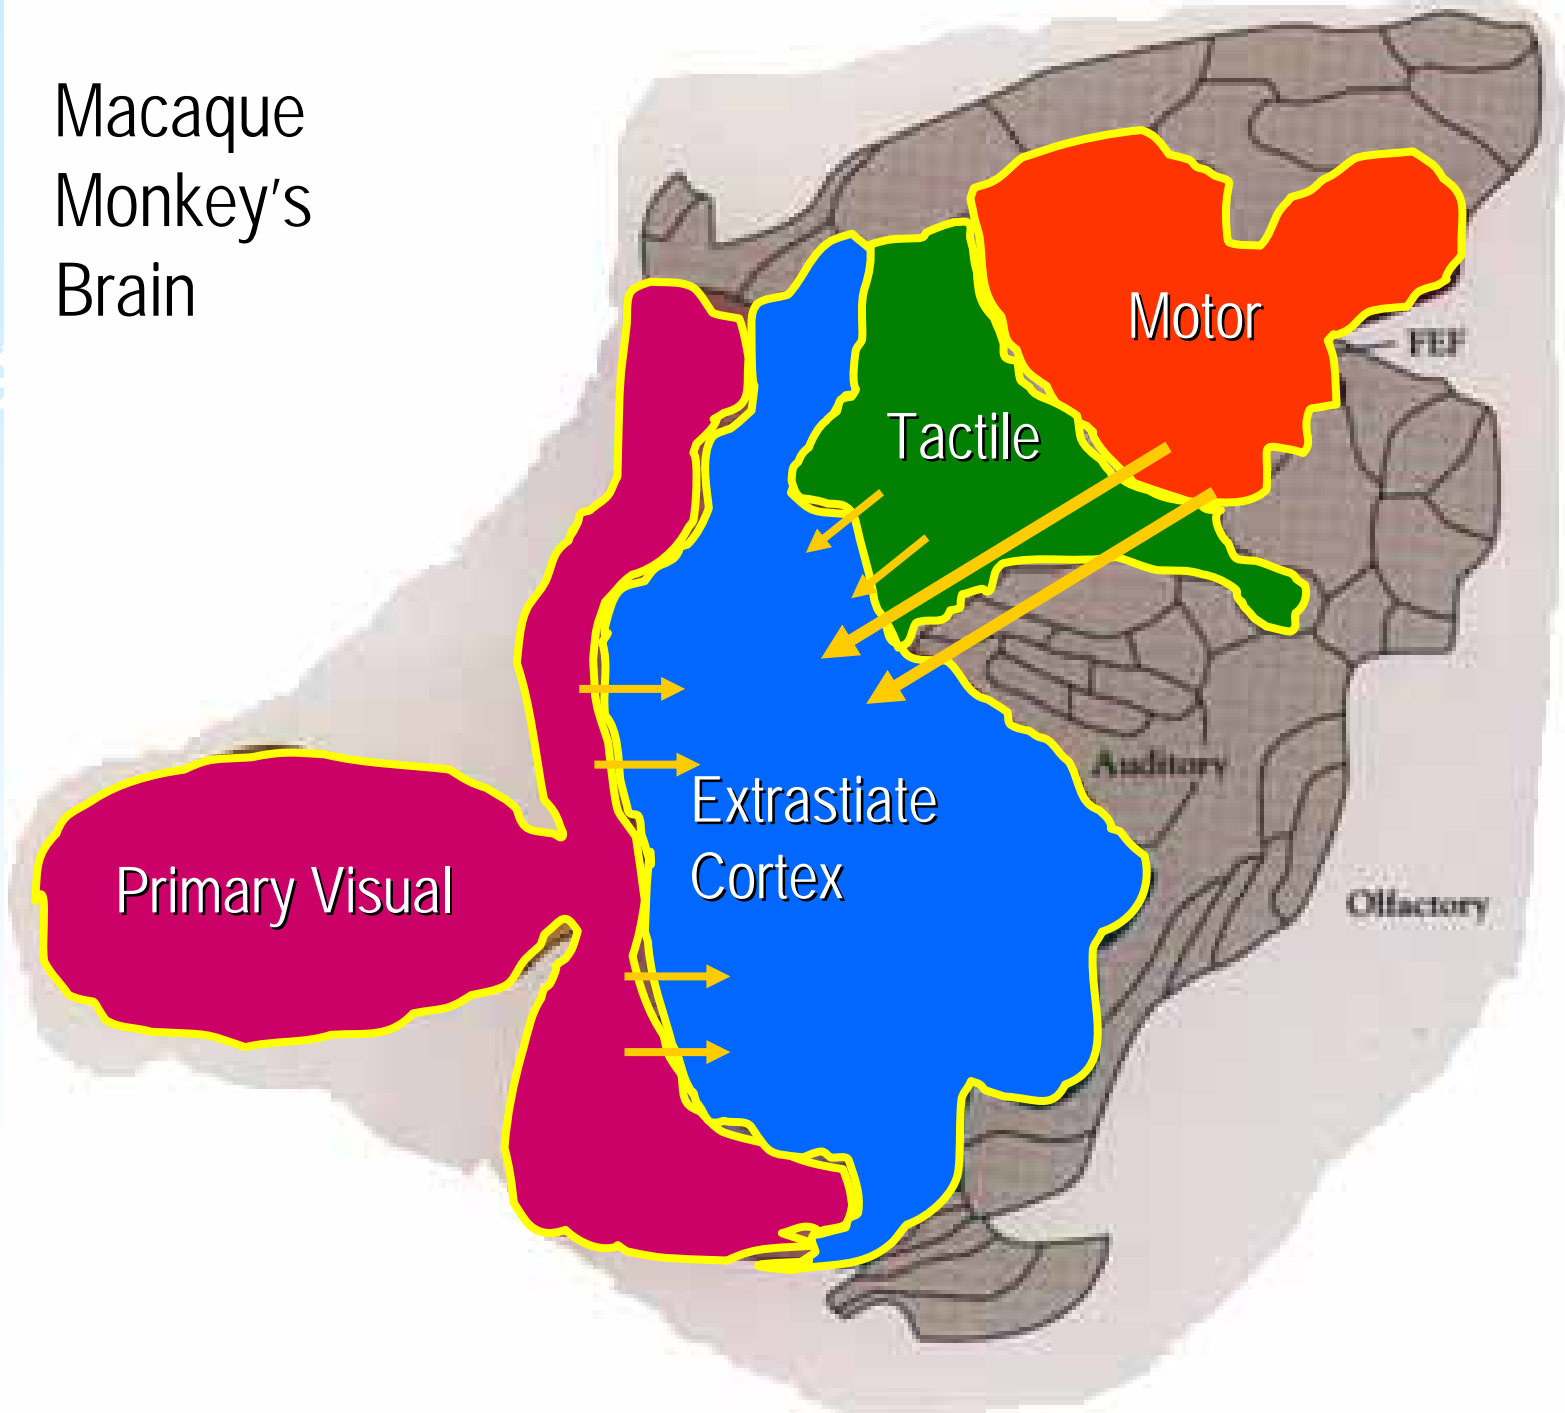 Macaque
Monkey's
Brain
Motor
FEF
Tactile
Auditory
Extrastiate
Cortex
Primary Visual
Olfactory